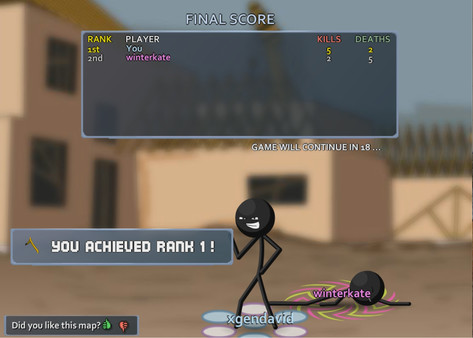 FINAL SCORE
RANK PLAYER KILLS DEATHS
1st You 5 2
2nd winterkate 2 5
GAME WILL CONTINUE IN 18 ...
YOU ACHIEVED RANK 1!
winterkate
xgendavid
Did you like this map?